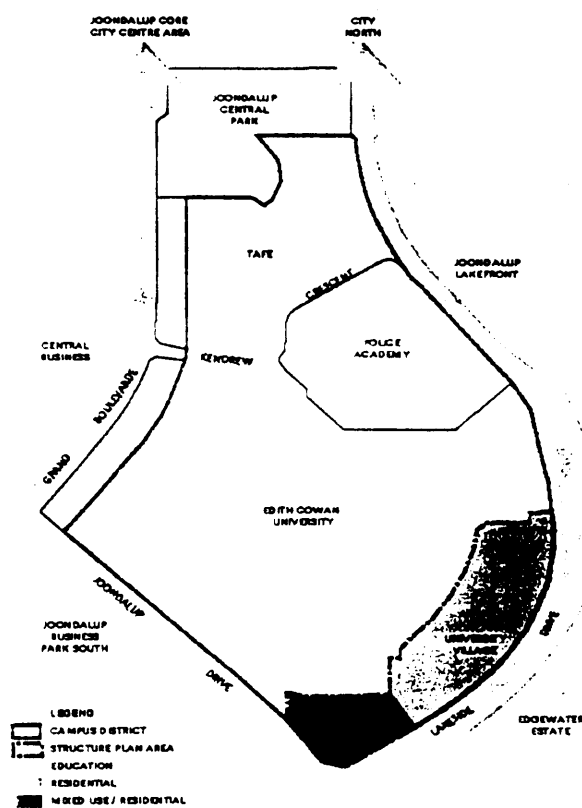 JOONDALUP CORE
CITY CENTRE AREA
CITY
NORTH
JOONDALUP
CENTRAL
PARK
TAFE
CRESCENT
JOONDALUP
LAKEFRONT
POLICE
ACADEMY
CENTRAL
BUSINESS
KENDREW
BOULVARDE
GRAND
EDITH COWAN
UNIVERSITY
JOONDALUP
JOONDALUP
BUSINESS
PARK SOUTH
DRIVE
UNIVERSITY
VILLAGE
DRIVE
LAKESIDE
EDGEWATER
ESTATE
LEGEND
CAMPUS DISTRICT
STRUCTURE PLAN AREA
EDUCATION
RESIDENTIAL
MIXED USE / RESIDENTIAL